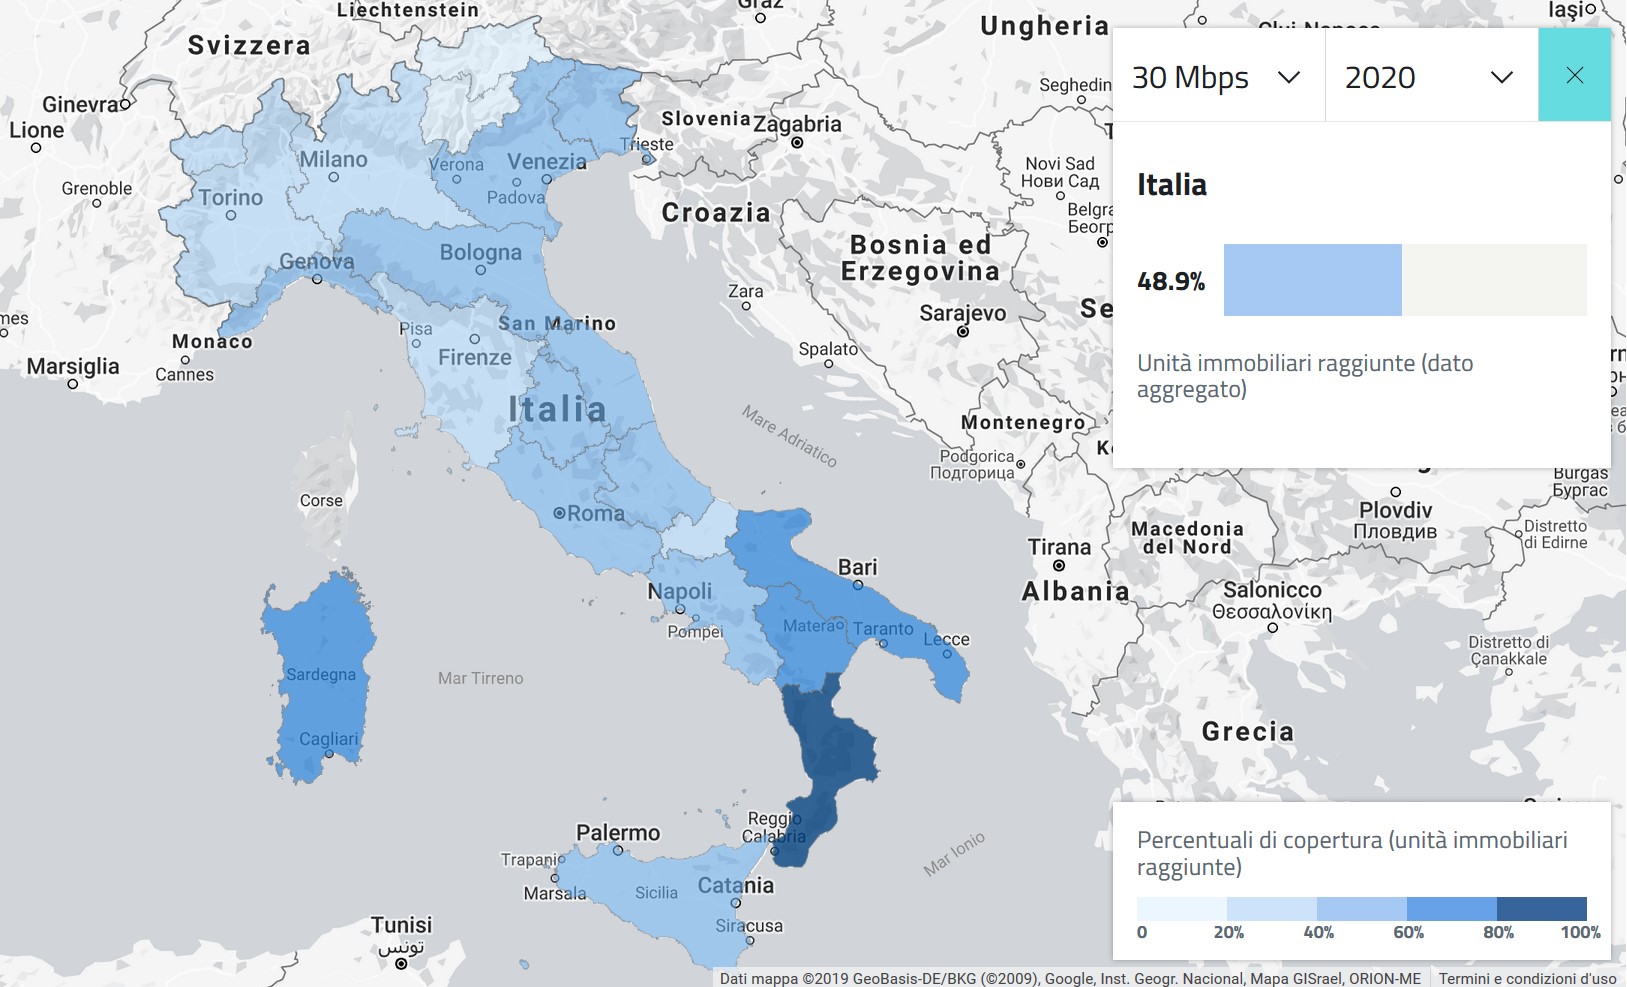 Liechtenstein
Graz
Iași
Svizzera
Ungheria
Cluj-Napoca
30 Mbps
2020
Ginevra
Lione
Seghedin
Slovenia
Zagabria
Trieste
Milano
Verona
Venezia
Padova
Novi Sad
Нови Сад
Grenoble
Torino
Italia
Croazia
Belgra
Београ
Bosnia ed
Erzegovina
Bologna
Genova
48.9%
Zara
Sarajevo
Se
San Marino
Pisa
Monaco
Firenze
Spalato
Marsiglia
Cannes
Unità immobiliari raggiunte (dato
aggregato)
Italia
Mare Adriatico
Montenegro
Podgorica
Подгорица
Corse
Roma
Burgas
Бургас
Plovdiv
Пловдив
Macedonia
del Nord
Distretto
di Edirne
Tirana
Bari
Albania
Napoli
Salonicco
Θεσσαλονίκη
Pompei
Matera
Taranto
Lecce
Distretto di
Çanakkale
Sardegna
Mar Tirreno
Cagliari
Grecia
Reggio
Calabria
Palermo
Trapani
Marsala
Sicilia
Catania
Siracusa
Mar Ionio
Tunisi
تونس
Percentuali di copertura (unità immobiliari
raggiunte)
0 20% 40% 60% 80% 100%
Dati mappa ©2019 GeoBasis-DE/BKG (©2009), Google, Inst. Geogr. Nacional, Mapa GISrael, ORION-ME
Termini e condizioni d'uso